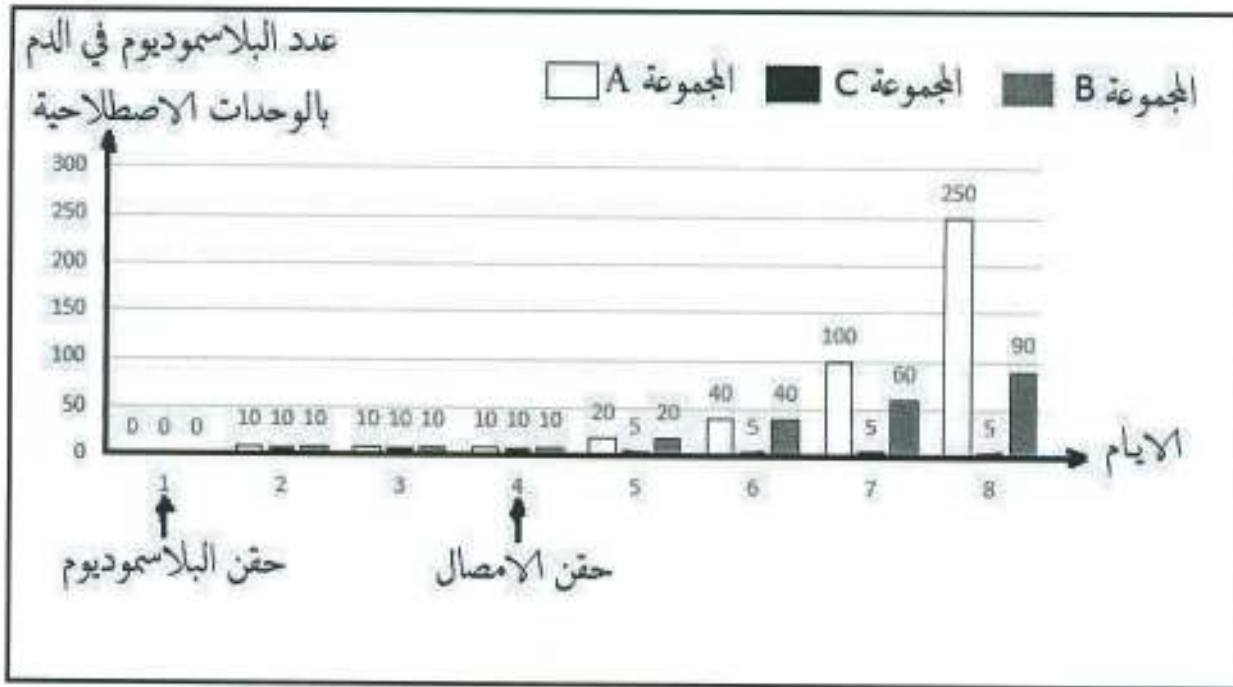 عدد البلاسموديوم في الدم
بالوحدات الاصطلاحية
المجموعة A المجموعة C المجموعة B
300
250
200
150
100
50
0
0 0 0
10 10 10
10 10 10
10 10 10
20 5 20
40 5 40
100 5 60
250 5 90
1 2 3 4 5 6 7 8
الايام
حقن البلاسموديوم
حقن الامصال